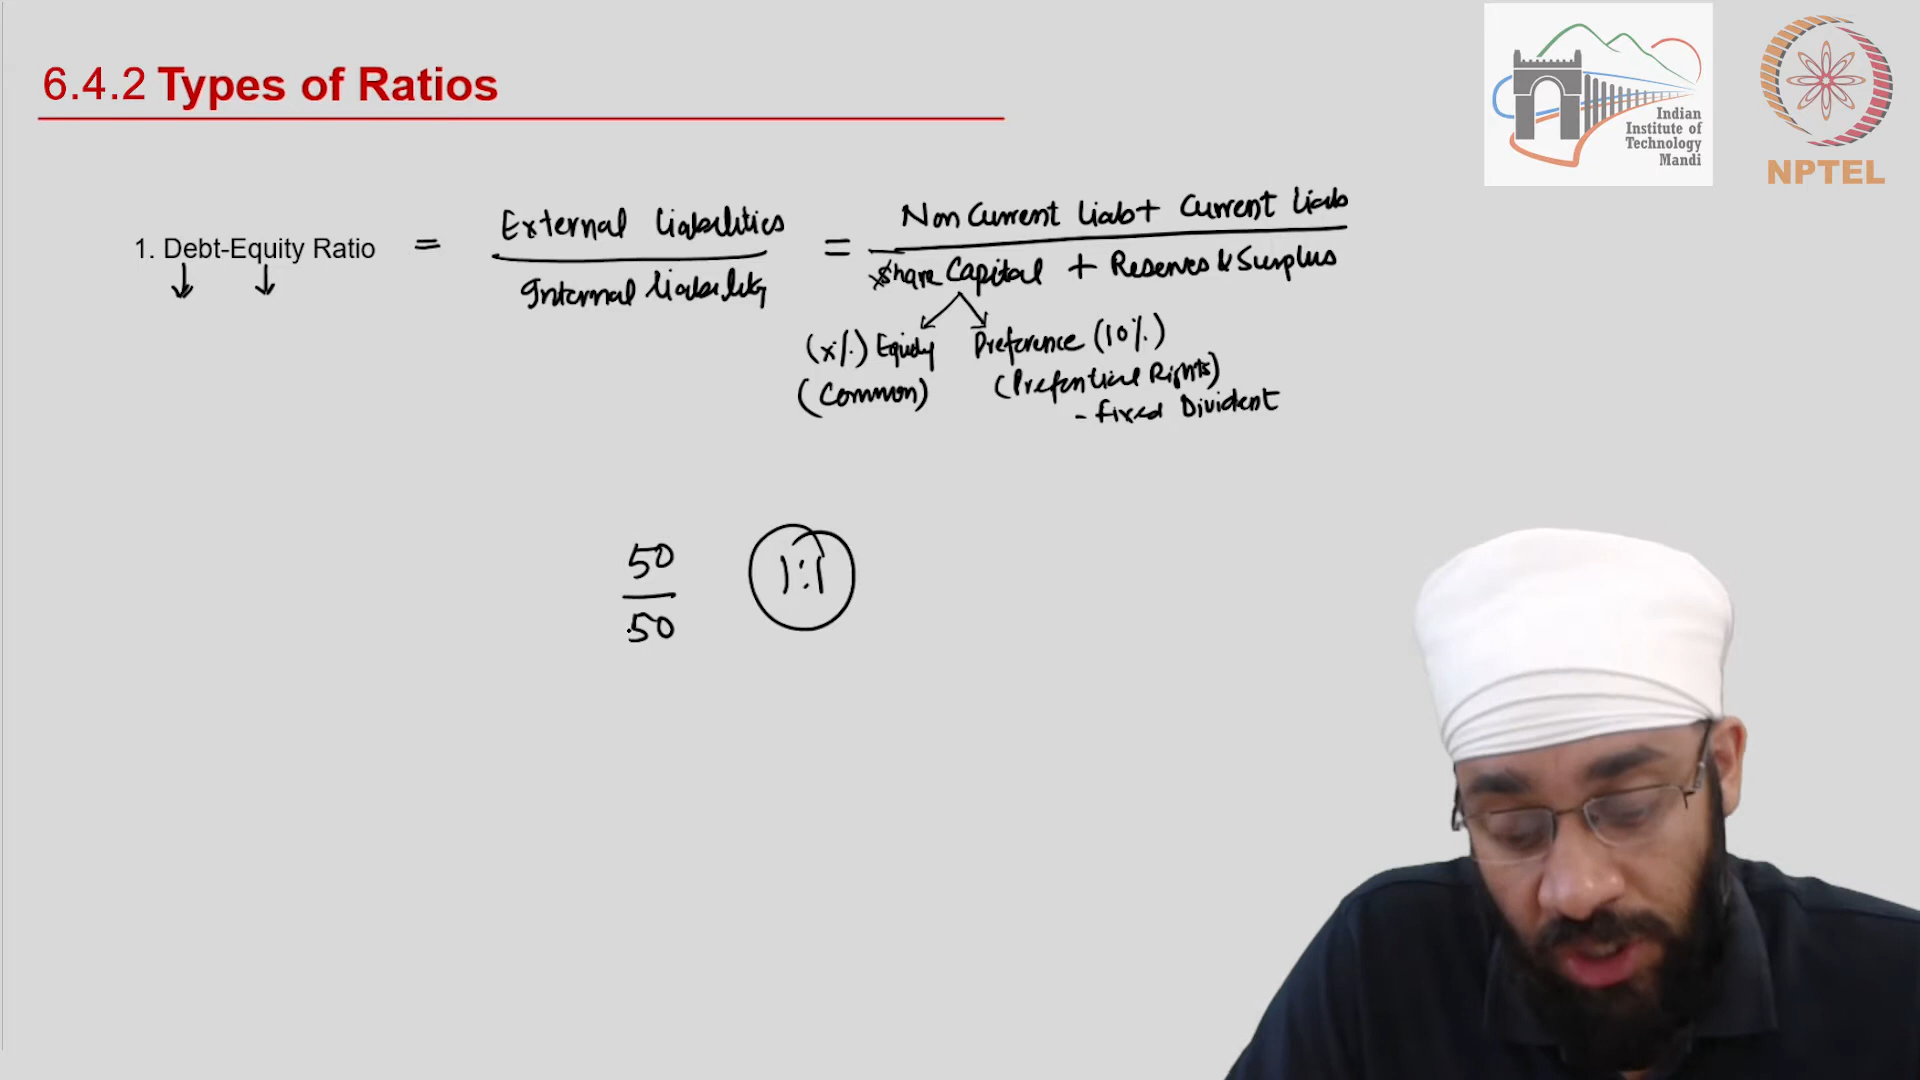 6.4.2 Types of Ratios
Indian
Institute of
Technology
Mandi
NPTEL
1. Debt-Equity Ratio = External liabilities / Internal liability = Non Current Liab + Current Liab / Share Capital + Reserves & Surplus
(x%) Equity Preference (10%)
(Common) (Prefential Rights)
- fixed Divident
50
50
1:1